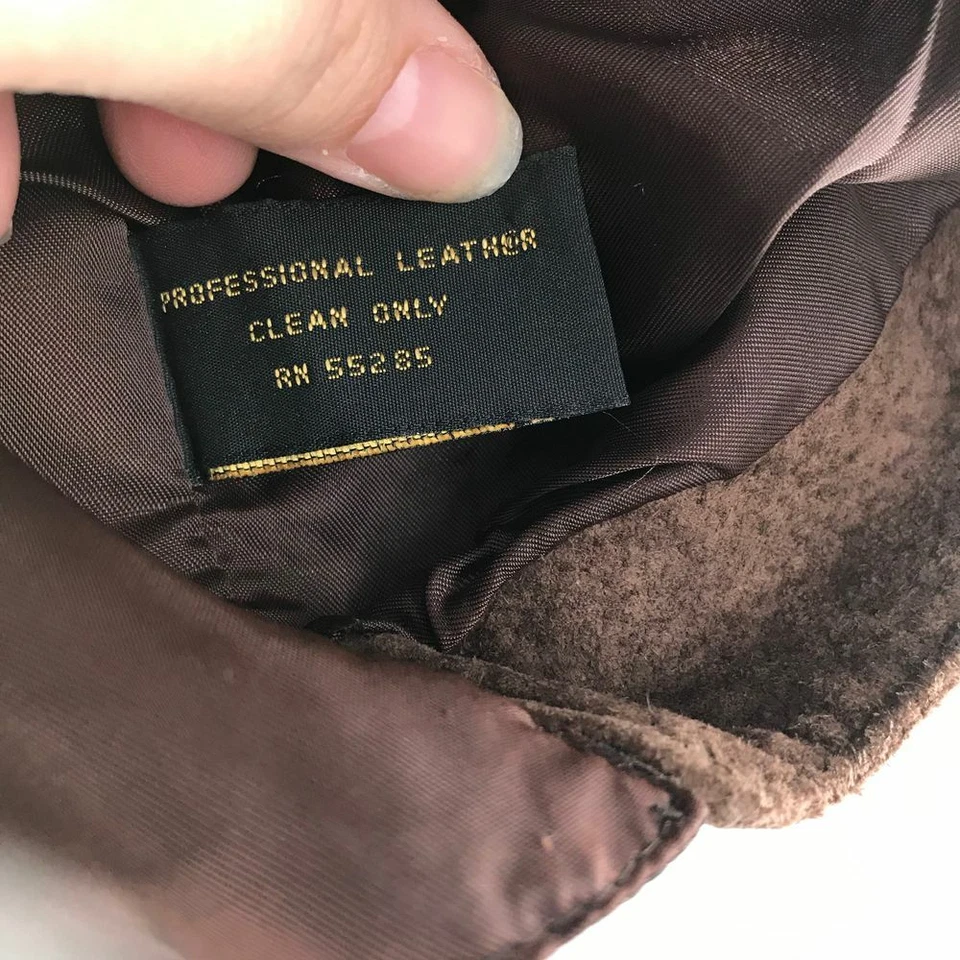 PROFESSIONAL LEATHER
CLEAN ONLY
RN 55285